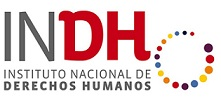 INDH
INSTITUTO NACIONAL DE
DERECHOS HUMANOS